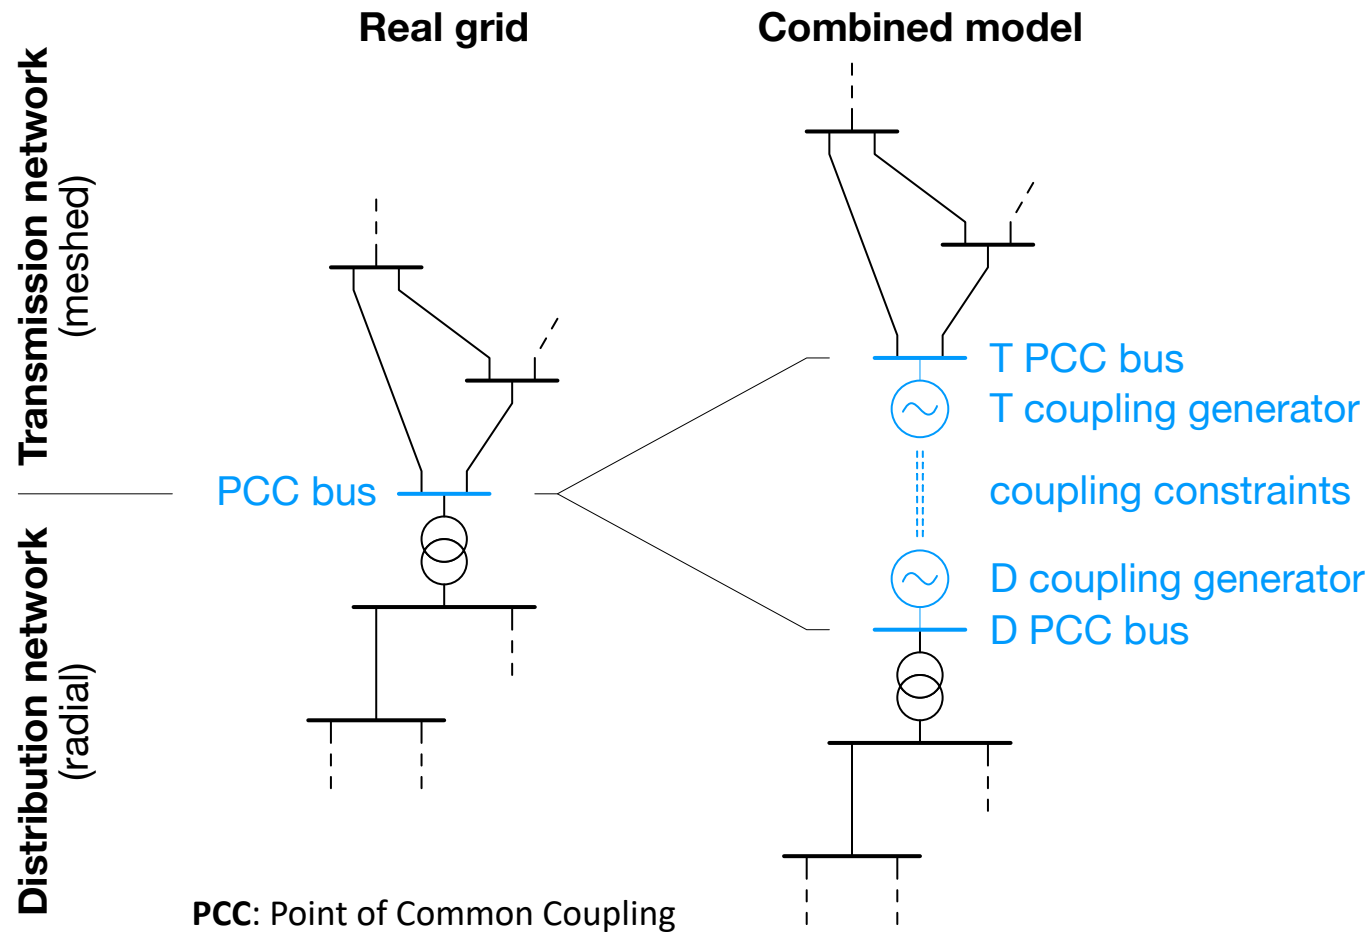 Real grid
Combined model
Transmission network
(meshed)
T PCC bus
T coupling generator
PCC bus
coupling constraints
D coupling generator
D PCC bus
Distribution network
(radial)
PCC: Point of Common Coupling